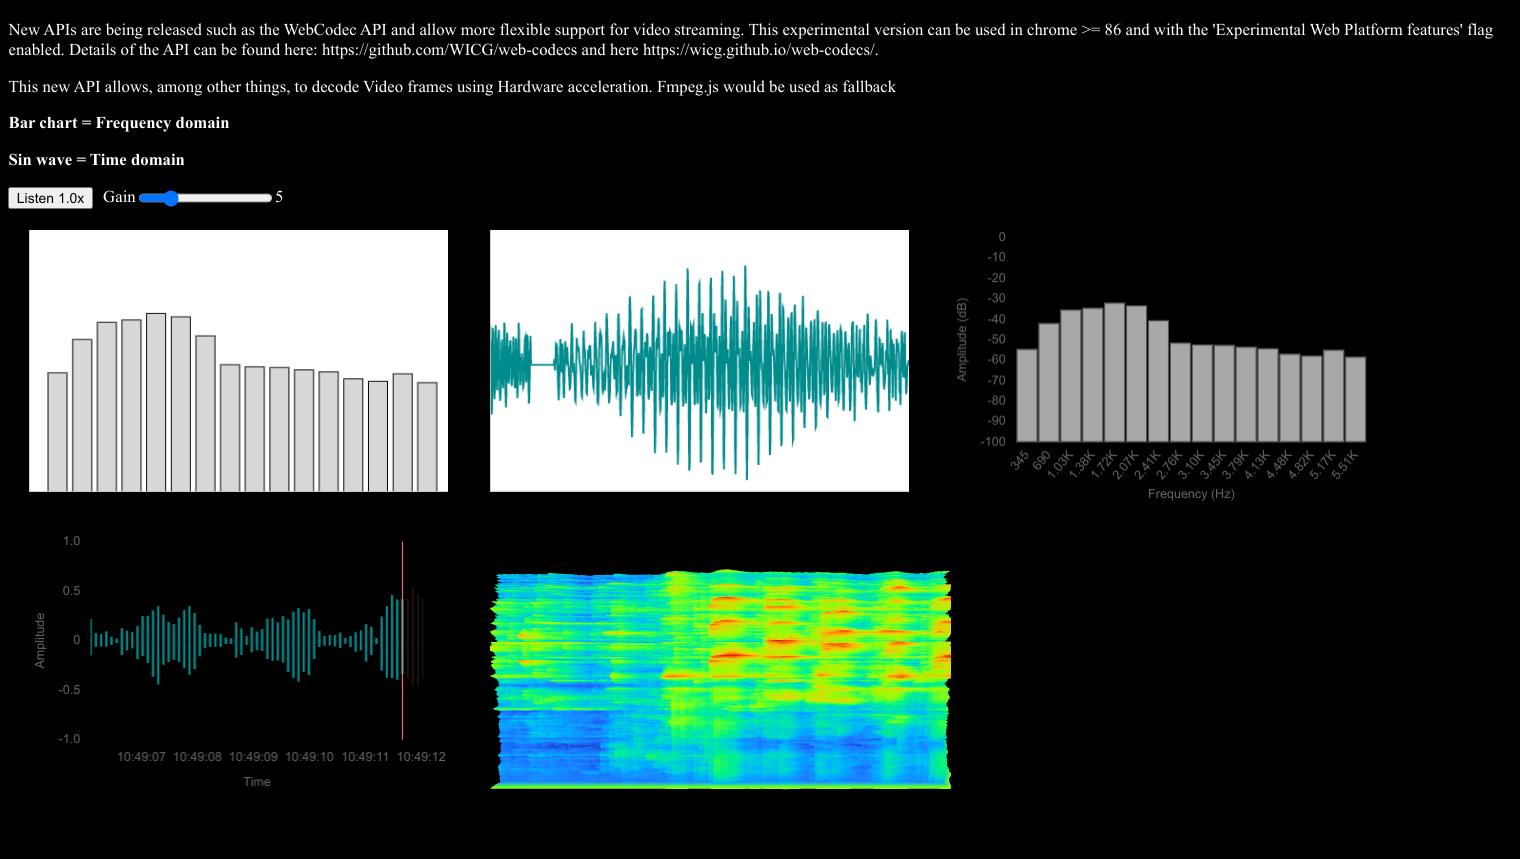 New APIs are being released such as the WebCodec API and allow more flexible support for video streaming. This experimental version can be used in chrome >= 86 and with the 'Experimental Web Platform features' flag
enabled. Details of the API can be found here: https://github.com/WICG/web-codecs and here https://wicg.github.io/web-codecs/.
This new API allows, among other things, to decode Video frames using Hardware acceleration. Fmpeg.js would be used as fallback
Bar chart = Frequency domain
Sin wave = Time domain
Listen 1.0x Gain 5
0
-10
-20
-30
-40
-50
-60
-70
-80
-90
-100
Amplitude (dB)
345 690 1.03K 1.38K 1.72K 2.07K 2.41K 2.76K 3.10K 3.45K 3.79K 4.13K 4.48K 4.82K 5.17K 5.51K
Frequency (Hz)
1.0
0.5
0
-0.5
-1.0
Amplitude
10:49:07 10:49:08 10:49:09 10:49:10 10:49:11 10:49:12
Time